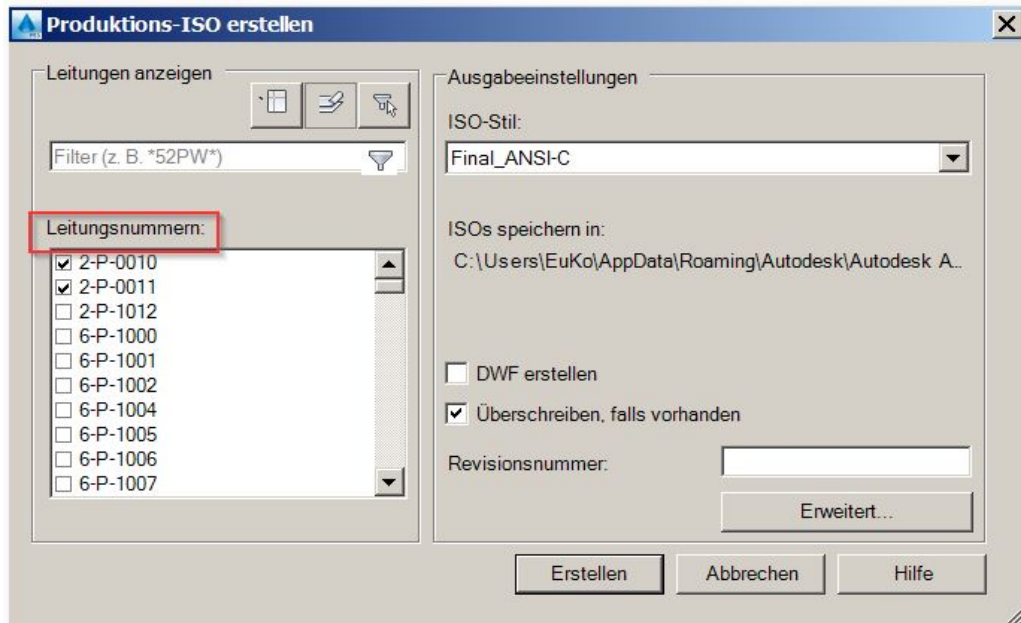 Produktions-ISO erstellen
Leitungen anzeigen
Filter (z. B. *52PW*)
Leitungsnummern:
2-P-0010
2-P-0011
2-P-1012
6-P-1000
6-P-1001
6-P-1002
6-P-1004
6-P-1005
6-P-1006
6-P-1007
Ausgabeeinstellungen
ISO-Stil:
Final_ANSI-C
ISOs speichern in:
C:\Users\EuKo\AppData\Roaming\Autodesk\Autodesk A...
DWF erstellen
Überschreiben, falls vorhanden
Revisionsnummer:
Erweitert...
Erstellen
Abbrechen
Hilfe